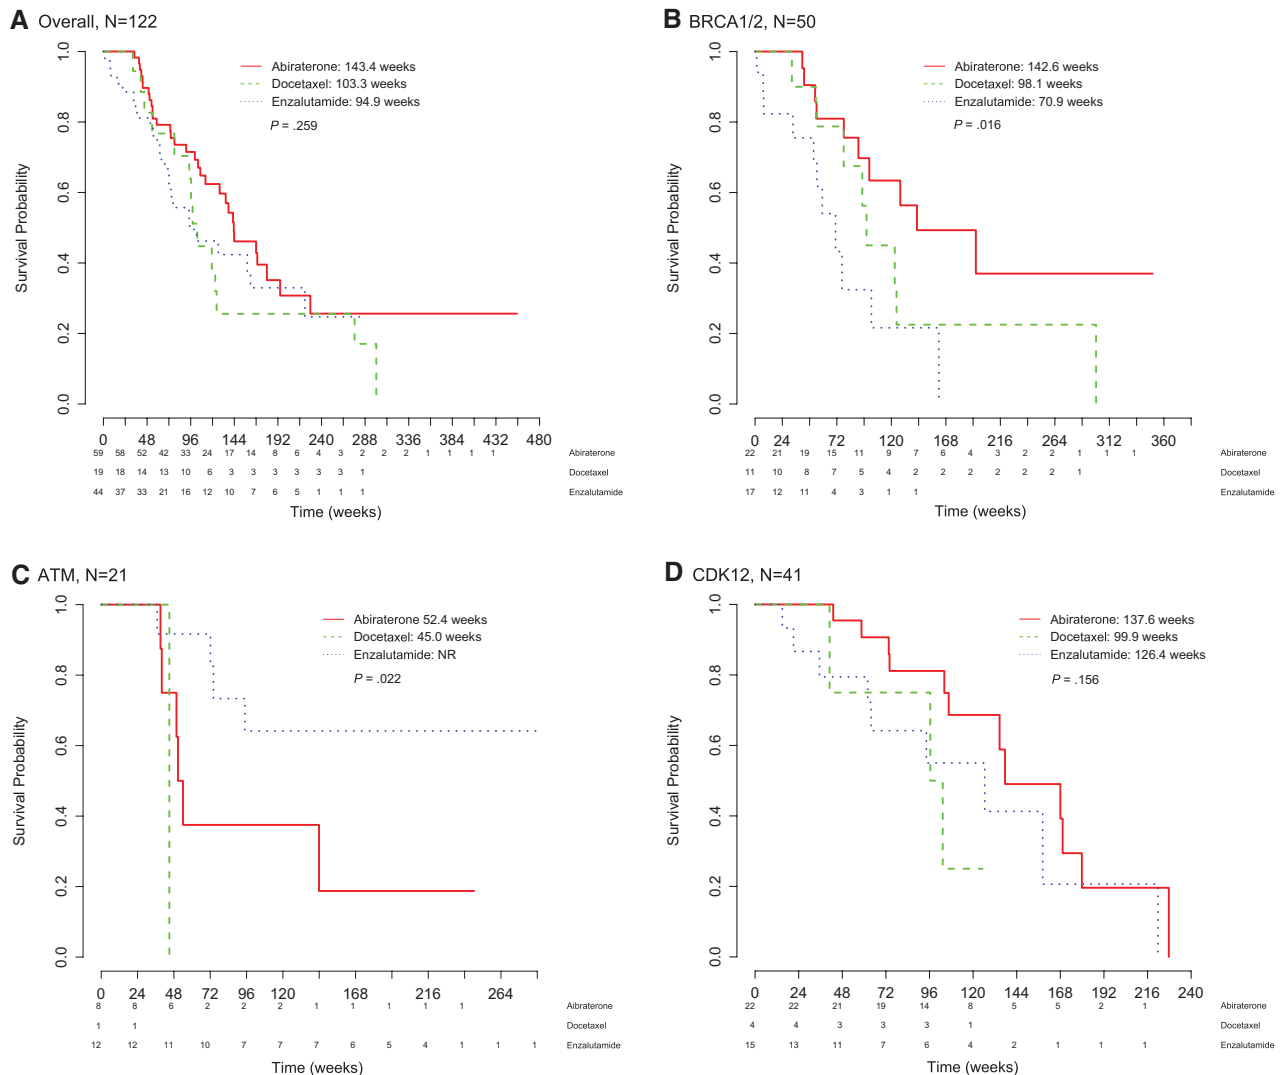 A Overall, N=122
Abiraterone: 143.4 weeks
Docetaxel: 103.3 weeks
Enzalutamide: 94.9 weeks
P = .259
Survival Probability
1.0
0.8
0.6
0.4
0.2
0.0
0 48 96 144 192 240 288 336 384 432 480
59 58 52 42 33 24 17 14 8 6 4 3 2 2 2 1 1 1 1 Abiraterone
19 18 14 13 10 6 3 3 3 3 3 3 1 Docetaxel
44 37 33 21 16 12 10 7 6 5 1 1 1 Enzalutamide
Time (weeks)
B BRCA1/2, N=50
Abiraterone: 142.6 weeks
Docetaxel: 98.1 weeks
Enzalutamide: 70.9 weeks
P = .016
Survival Probability
1.0
0.8
0.6
0.4
0.2
0.0
0 24 72 120 168 216 264 312 360
22 21 19 15 11 9 7 6 4 3 2 2 1 1 1 Abiraterone
11 10 8 7 5 4 2 2 2 2 2 2 1 Docetaxel
17 12 11 4 3 1 1 Enzalutamide
Time (weeks)
C ATM, N=21
Abiraterone 52.4 weeks
Docetaxel: 45.0 weeks
Enzalutamide: NR
P = .022
Survival Probability
1.0
0.8
0.6
0.4
0.2
0.0
0 24 48 72 96 120 168 216 264
8 8 6 2 2 2 1 1 1 1 1 Aibiraterone
1 1 Docetaxel
12 12 11 10 7 7 7 6 5 4 1 1 1 Enzalutamide
Time (weeks)
D CDK12, N=41
Abiraterone: 137.6 weeks
Docetaxel: 99.9 weeks
Enzalutamide: 126.4 weeks
P = .156
Survival Probability
1.0
0.8
0.6
0.4
0.2
0.0
0 24 48 72 96 120 144 168 192 216 240
22 22 21 19 14 8 5 5 2 1 Abiraterone
4 4 3 3 3 1 Docetaxel
15 13 11 7 6 4 2 1 1 1 Enzalutamide
Time (weeks)